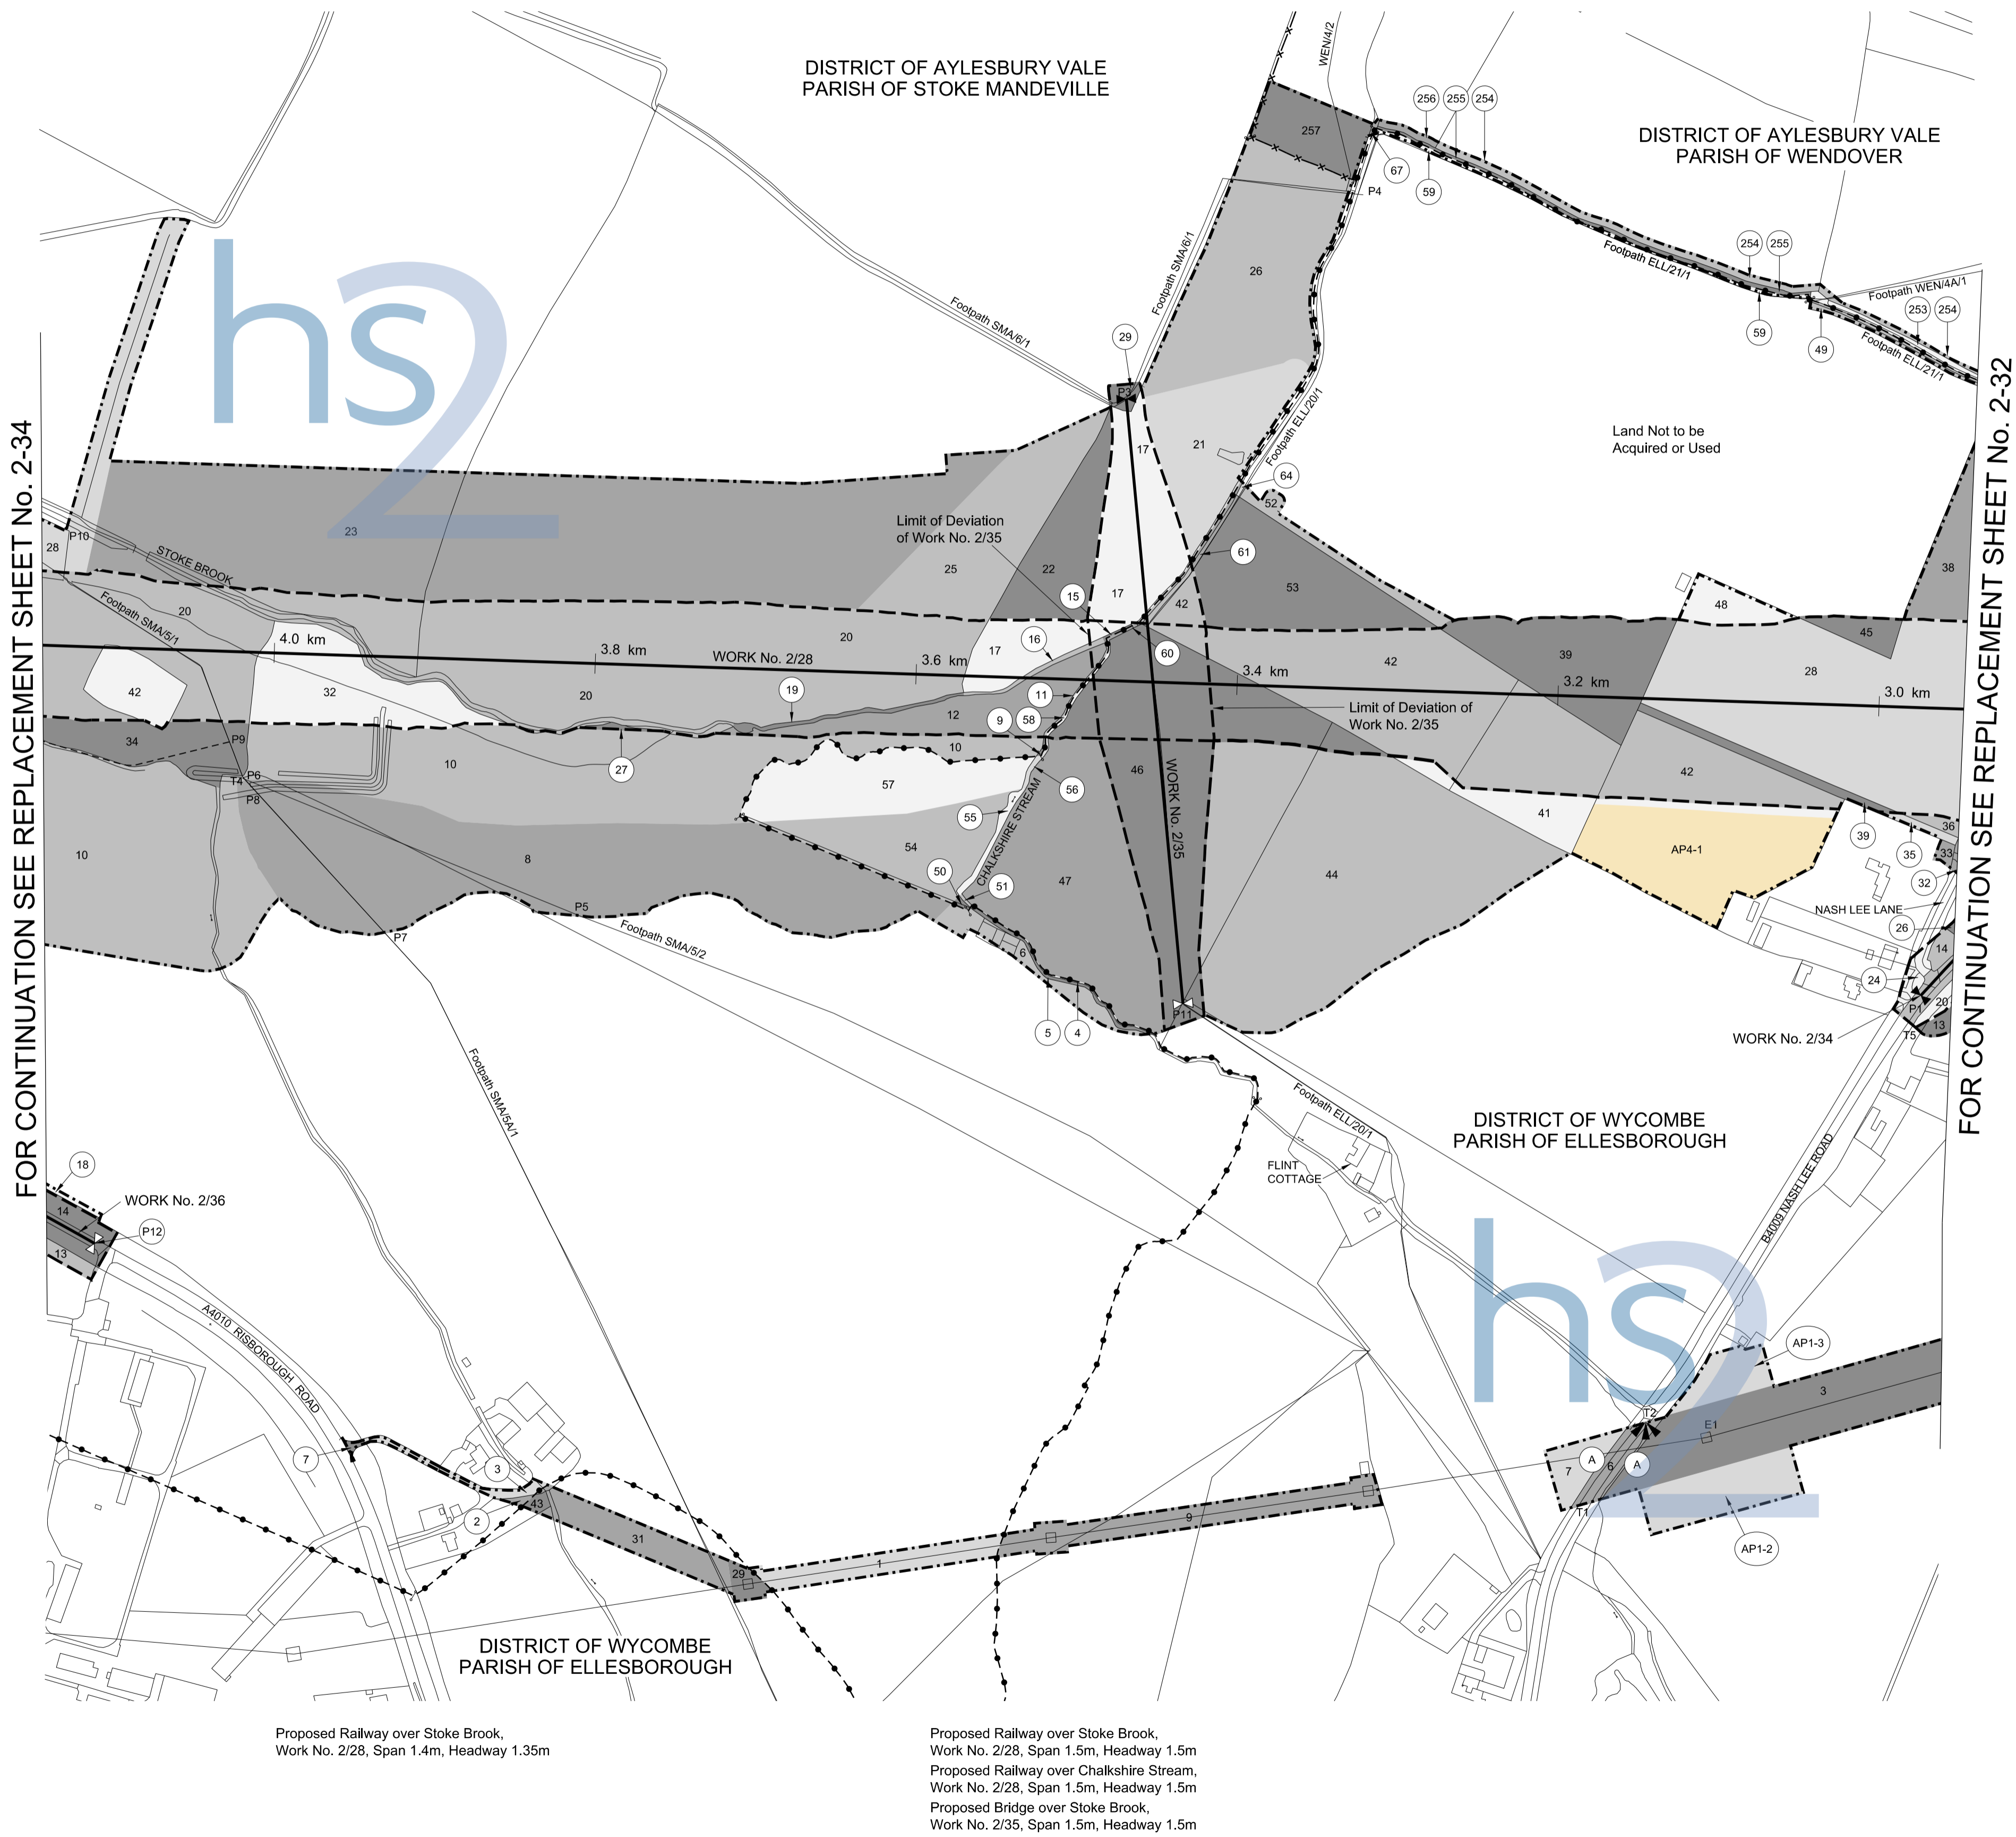 DISTRICT OF AYLESBURY VALE
PARISH OF STOKE MANDEVILLE
WEN/4/2
257
256
255
254
DISTRICT OF AYLESBURY VALE
PARISH OF WENDOVER
67
59
P4
hs2
Footpath SMA/6/1
26
254
255
Footpath ELL/21/1
Footpath WEN/4A/1
253
254
59
49
Footpath ELL/21/1
Footpath SMA/6/1
29
P3
17
21
Footpath ELL/20/1
64
52
Land Not to be
Acquired or Used
FOR CONTINUATION SEE REPLACEMENT SHEET No. 2-34
FOR CONTINUATION SEE REPLACEMENT SHEET No. 2-32
23
Limit of Deviation
of Work No. 2/35
28
P10
STOKE BROOK
25
22
61
53
38
20
Footpath SMA/5/1
15
17
42
48
45
4.0 km
3.8 km
20
16
17
60
WORK No. 2/28
3.6 km
3.4 km
42
39
3.2 km
28
3.0 km
42
32
20
19
11
12
9
58
Limit of Deviation of
Work No. 2/35
34
P9
10
10
27
46
WORK No. 2/35
42
P6
T4
P8
57
56
55
CHALKSHIRE STREAM
41
39
35
36
33
10
8
54
50
51
47
44
AP4-1
32
NASH LEE LANE
26
14
P5
P7
Footpath SMA/5/2
6
24
20
P1
13
T5
5
4
P11
WORK No. 2/34
Footpath SMA/5A/1
Footpath ELL/20/1
DISTRICT OF WYCOMBE
PARISH OF ELLESBOROUGH
FLINT
COTTAGE
B4009 NASH LEE ROAD
18
14
WORK No. 2/36
P12
13
A4010 RISBOROUGH ROAD
hs2
AP1-3
3
T2
E1
7
A
6
A
T1
AP1-2
7
3
2
43
31
29
1
9
DISTRICT OF WYCOMBE
PARISH OF ELLESBOROUGH
Proposed Railway over Stoke Brook,
Work No. 2/28, Span 1.4m, Headway 1.35m
Proposed Railway over Stoke Brook,
Work No. 2/28, Span 1.5m, Headway 1.5m
Proposed Railway over Chalkshire Stream,
Work No. 2/28, Span 1.5m, Headway 1.5m
Proposed Bridge over Stoke Brook,
Work No. 2/35, Span 1.5m, Headway 1.5m